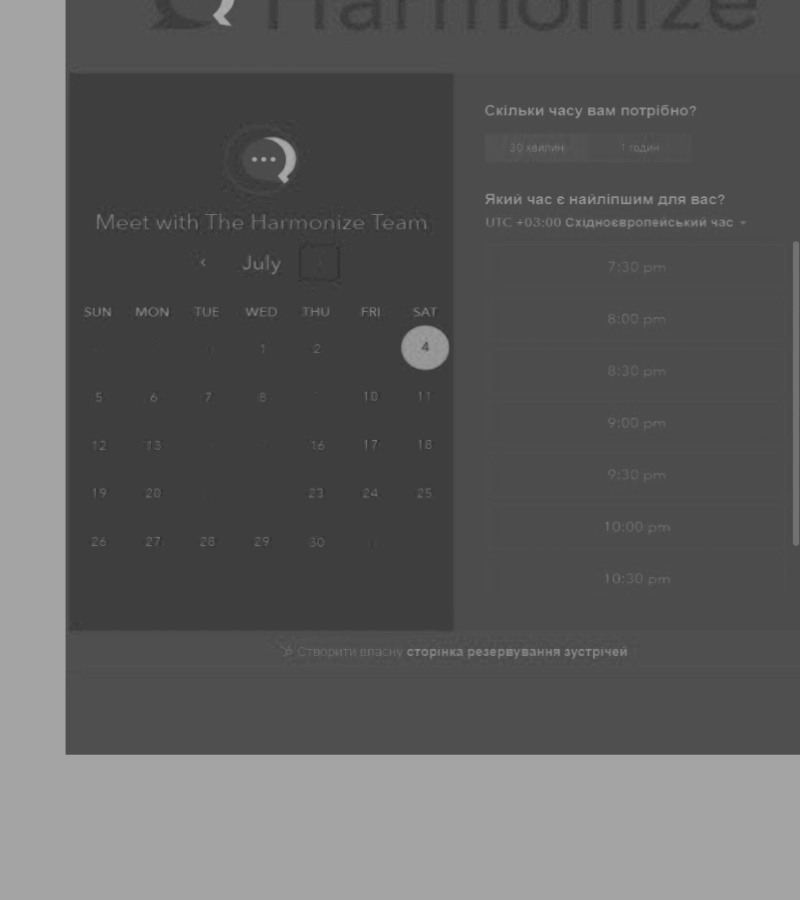 Harmonize
Meet with The Harmonize Team
July
SUN MON TUE WED THU FRI SAT
1 2 4
5 6 7 8 10 11
12 13 16 17 18
19 20 23 24 25
26 27 28 29 30
Скільки часу вам потрібно?
30 хвилин 1 годин
Який час є найліпшим для вас?
UTC +03:00 Східноєвропейський час
7:30 pm
8:00 pm
8:30 pm
9:00 pm
9:30 pm
10:00 pm
10:30 pm
Створити власну сторінка резервування зустрічей